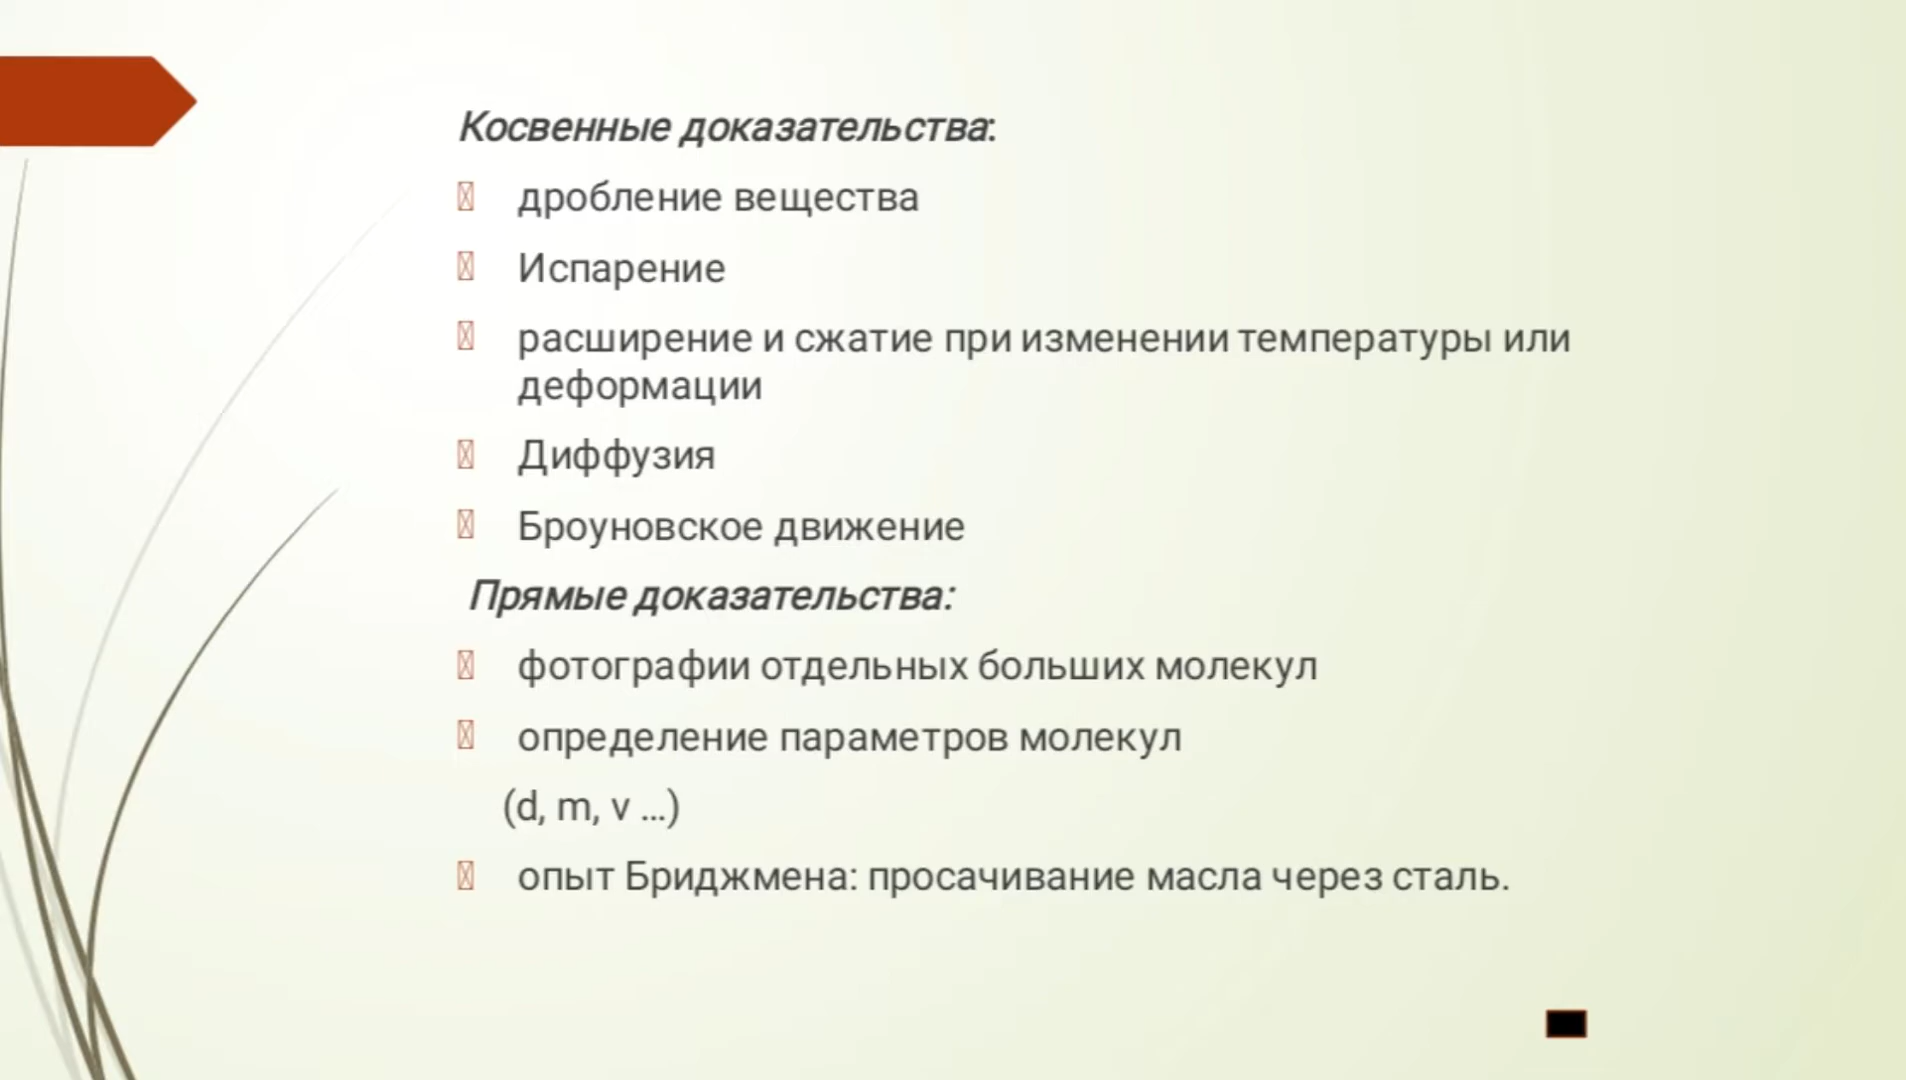 Косвенные доказательства:
дробление вещества
Испарение
расширение и сжатие при изменении температуры или
деформации
Диффузия
Броуновское движение
Прямые доказательства:
фотографии отдельных больших молекул
определение параметров молекул
(d, m, v ...)
опыт Бриджмена: просачивание масла через сталь.